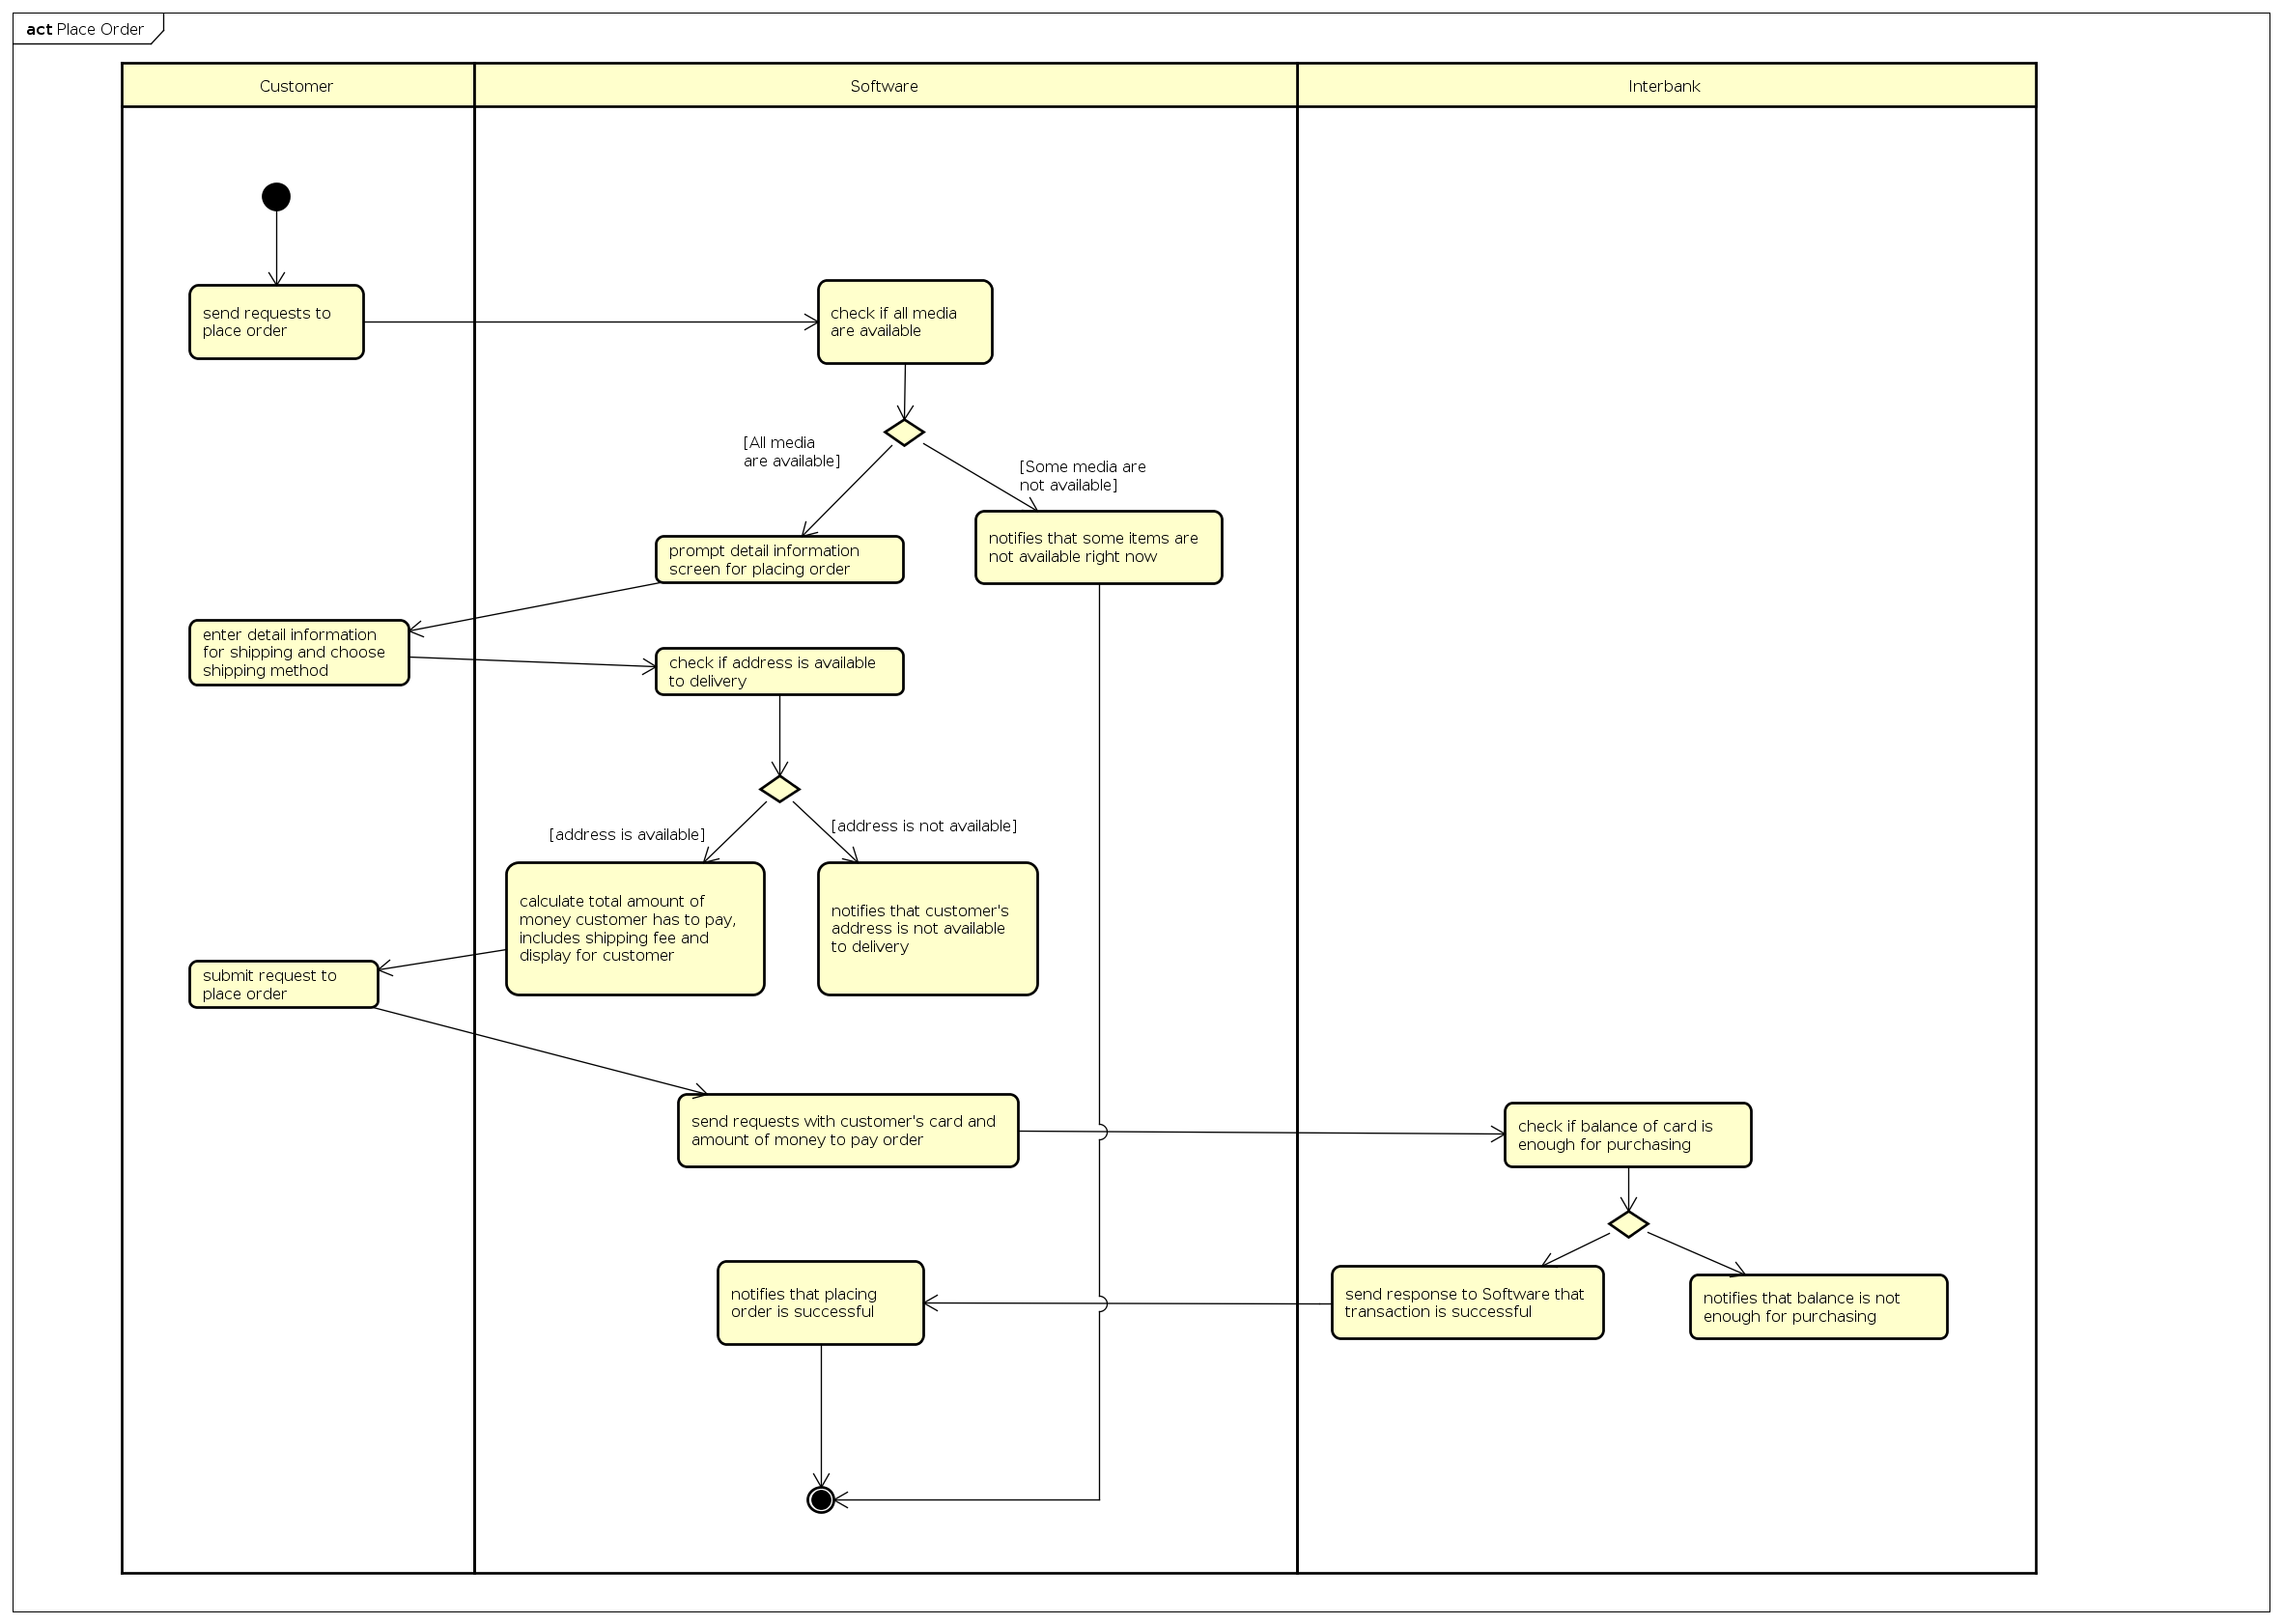 act Place Order
Customer
Software
Interbank
send requests to
place order
check if all media
are available
[All media
are available]
[Some media are
not available]
prompt detail information
screen for placing order
notifies that some items are
not available right now
enter detail information
for shipping and choose
shipping method
check if address is available
to delivery
[address is available]
[address is not available]
calculate total amount of
money customer has to pay,
includes shipping fee and
display for customer
notifies that customer's
address is not available
to delivery
submit request to
place order
send requests with customer's card and
amount of money to pay order
check if balance of card is
enough for purchasing
notifies that placing
order is successful
send response to Software that
transaction is successful
notifies that balance is not
enough for purchasing